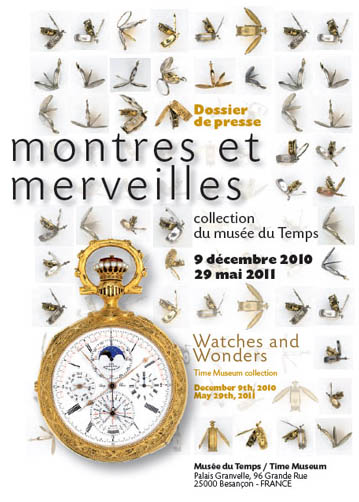 Dossier
de presse
montres et
merveilles
collection
du musée du Temps
9 décembre 2010
29 mai 2011
Watches and
Wonders
Time Museum collection
December 9th, 2010
May 29th, 2011
Musée du Temps / Time Museum
Palais Granvelle, 96 Grande Rue
25000 Besançon - FRANCE